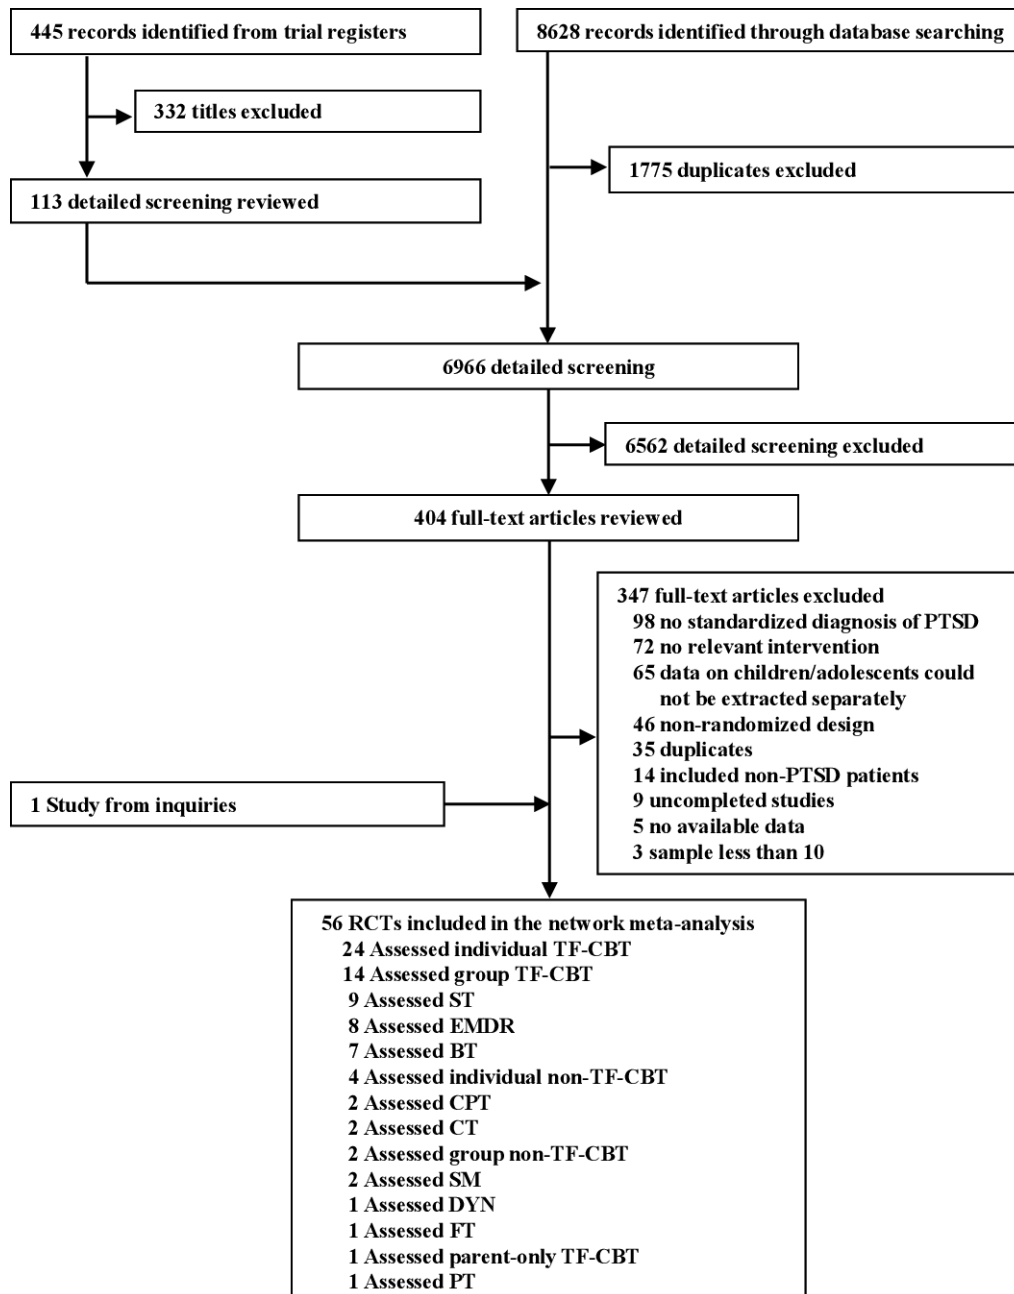 445 records identified from trial registers
8628 records identified through database searching
332 titles excluded
1775 duplicates excluded
113 detailed screening reviewed
6966 detailed screening
6562 detailed screening excluded
404 full-text articles reviewed
347 full-text articles excluded
98 no standardized diagnosis of PTSD
72 no relevant intervention
65 data on children/adolescents could
not be extracted separately
46 non-randomized design
35 duplicates
14 included non-PTSD patients
9 uncompleted studies
5 no available data
3 sample less than 10
1 Study from inquiries
56 RCTs included in the network meta-analysis
24 Assessed individual TF-CBT
14 Assessed group TF-CBT
9 Assessed ST
8 Assessed EMDR
7 Assessed BT
4 Assessed individual non-TF-CBT
2 Assessed CPT
2 Assessed CT
2 Assessed group non-TF-CBT
2 Assessed SM
1 Assessed DYN
1 Assessed FT
1 Assessed parent-only TF-CBT
1 Assessed PT